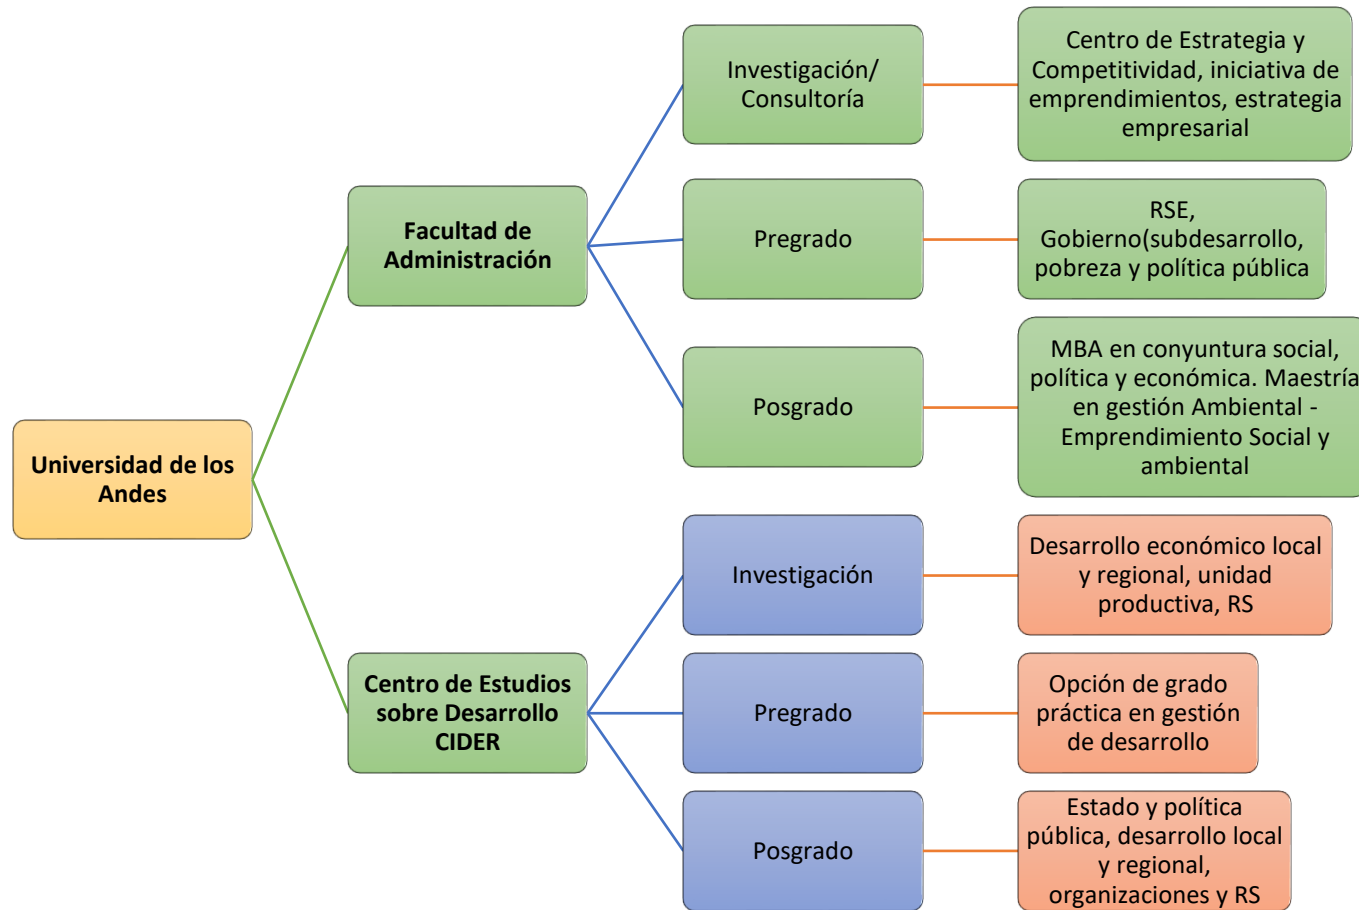 Universidad de los
Andes
Facultad de
Administración
Investigación/
Consultoría
Centro de Estrategia y
Competitividad, iniciativa de
emprendimientos, estrategia
empresarial
Pregrado
RSE,
Gobierno(subdesarrollo,
pobreza y política pública
Posgrado
MBA en conyuntura social,
política y económica. Maestría
en gestión Ambiental -
Emprendimiento Social y
ambiental
Centro de Estudios
sobre Desarrollo
CIDER
Investigación
Desarrollo económico local
y regional, unidad
productiva, RS
Pregrado
Opción de grado
práctica en gestión
de desarrollo
Posgrado
Estado y política
pública, desarrollo local
y regional,
organizaciones y RS